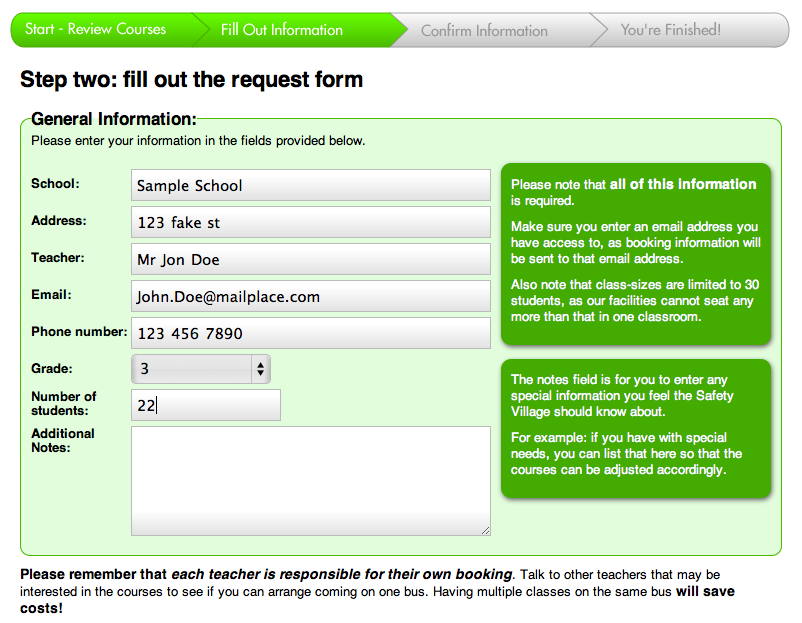 Start - Review Courses
Fill Out Information
Confirm Information
You're Finished!
Step two: fill out the request form
General Information:
Please enter your information in the fields provided below.
School:
Sample School
Address:
123 fake st
Teacher:
Mr Jon Doe
Email:
John.Doe@mailplace.com
Phone number:
123 456 7890
Grade:
3
Number of
students:
22
Additional
Notes:
Please note that all of this information
is required.
Make sure you enter an email address you
have access to, as booking information will
be sent to that email address.
Also note that class-sizes are limited to 30
students, as our facilities cannot seat any
more than that in one classroom.
The notes field is for you to enter any
special information you feel the Safety
Village should know about.
For example: if you have with special
needs, you can list that here so that the
courses can be adjusted accordingly.
Please remember that each teacher is responsible for their own booking. Talk to other teachers that may be
interested in the courses to see if you can arrange coming on one bus. Having multiple classes on the same bus will save
costs!